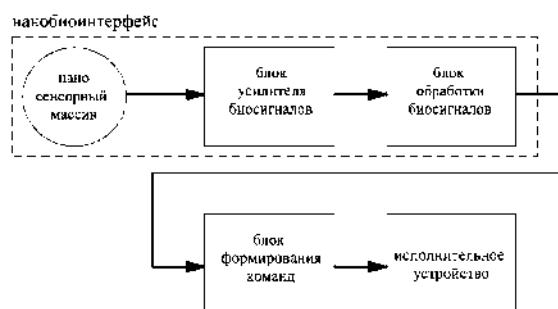 нанобиоинтерфейс
нано
сенсорный
массив
блок
усилителя
биосигналов
блок
обработки
биосигналов
блок
формирования
команд
исполнительное
устройство